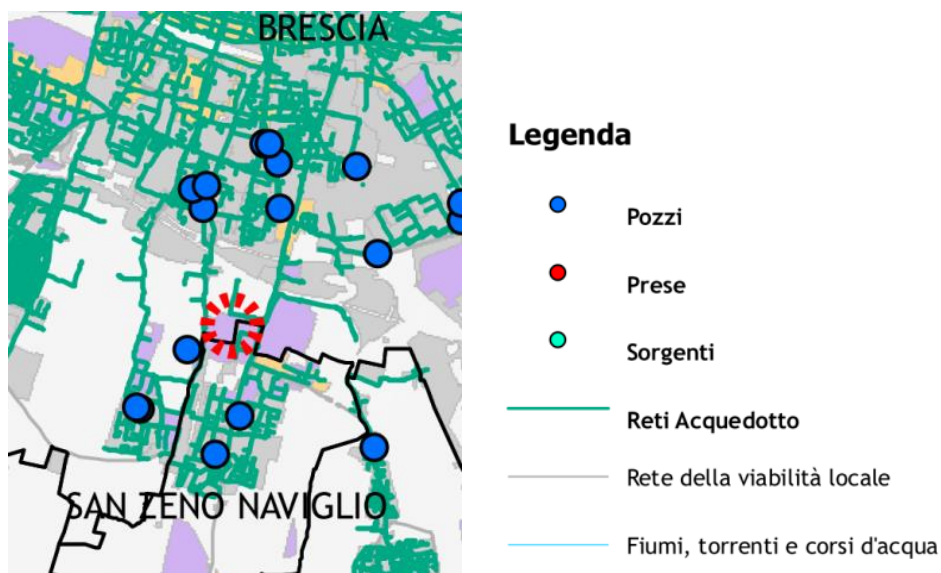 BRESCIA
SAN ZENO NAVIGLIO
Legenda
Pozzi
Prese
Sorgenti
Reti Acquedotto
Rete della viabilità locale
Fiumi, torrenti e corsi d'acqua